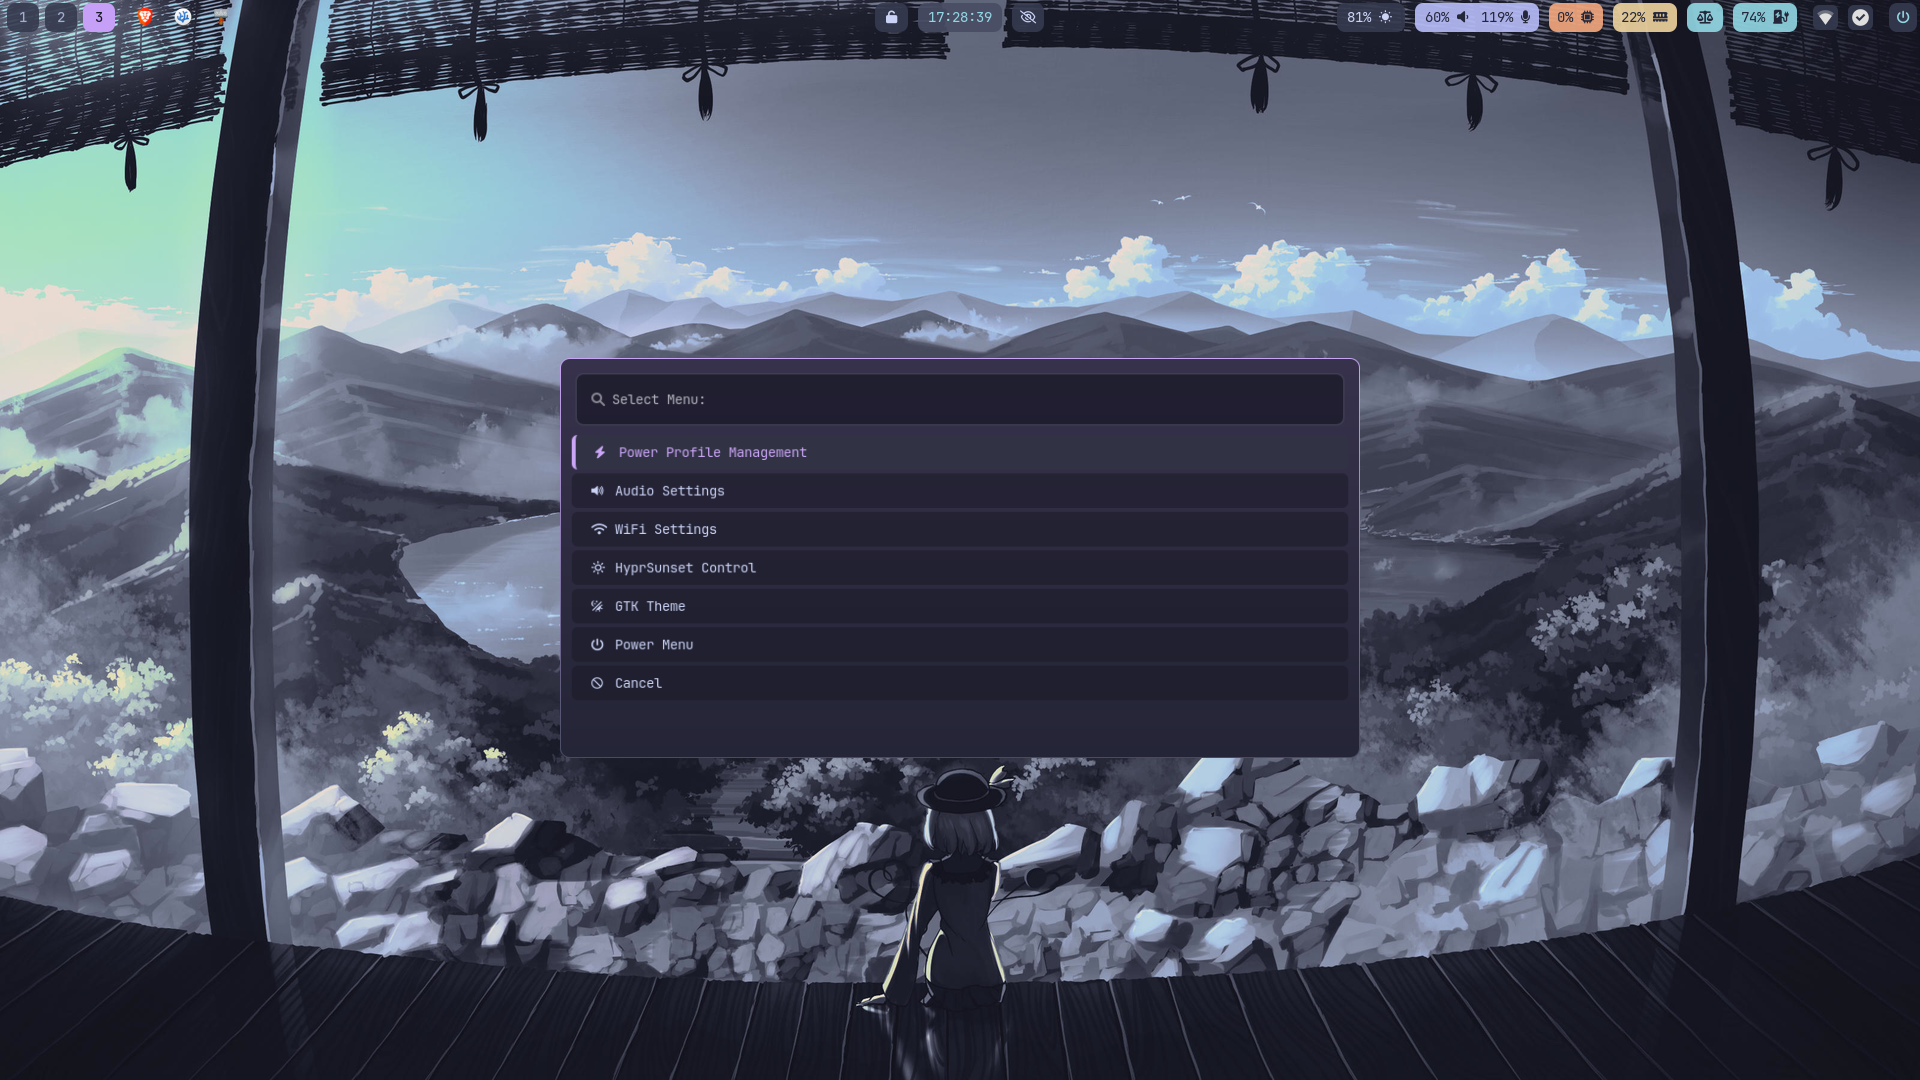 1 2 3 17:28:39 81% 60% 119% 0% 22% 74%
Select Menu:
Power Profile Management
Audio Settings
WiFi Settings
HyprSunset Control
GTK Theme
Power Menu
Cancel